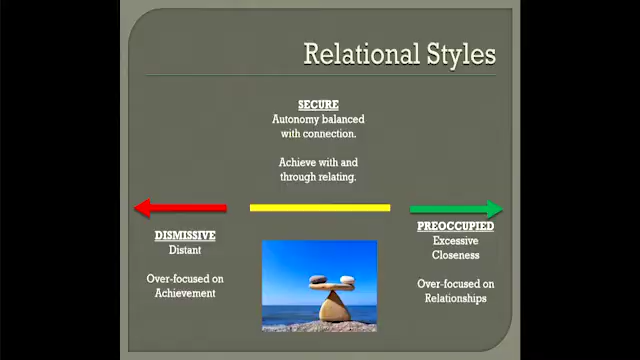 Relational Styles
SECURE
Autonomy balanced
with connection.
Achieve with and
through relating.
DISMISSIVE
Distant
Over-focused on
Achievement
PREOCCUPIED
Excessive
Closeness
Over-focused on
Relationships